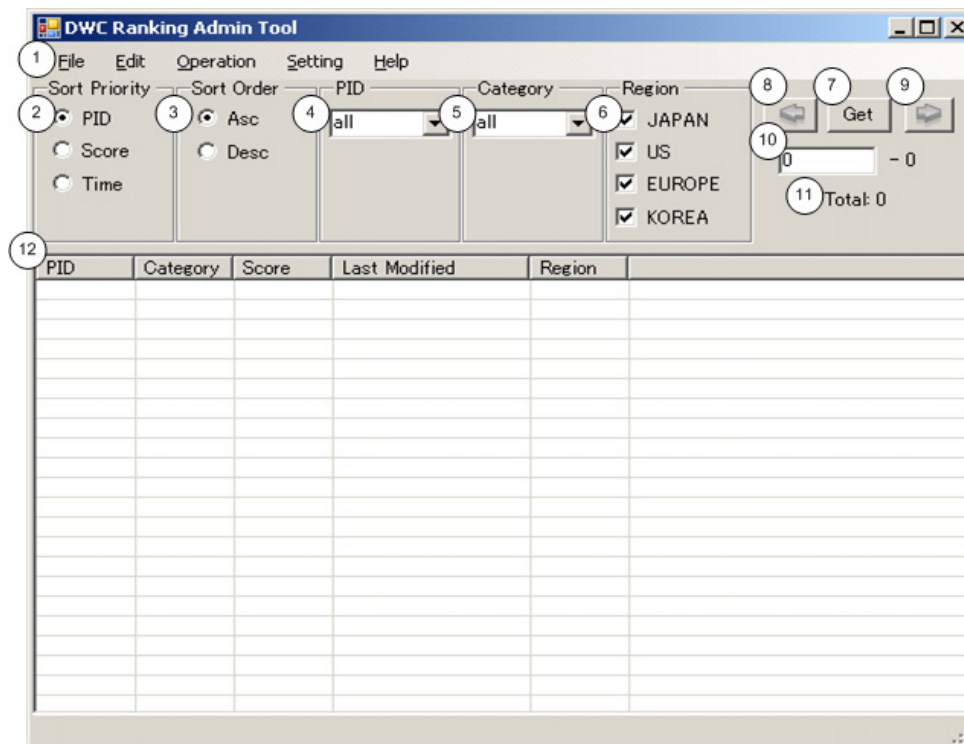 DWC Ranking Admin Tool
1 File Edit Operation Setting Help
Sort Priority Sort Order PID Category Region
2 PID
Score
Time
3 Asc
Desc
4 all
5 all
6 JAPAN
US
EUROPE
KOREA
8 7 Get 9
10 0 - 0
11 Total: 0
12
PID Category Score Last Modified Region